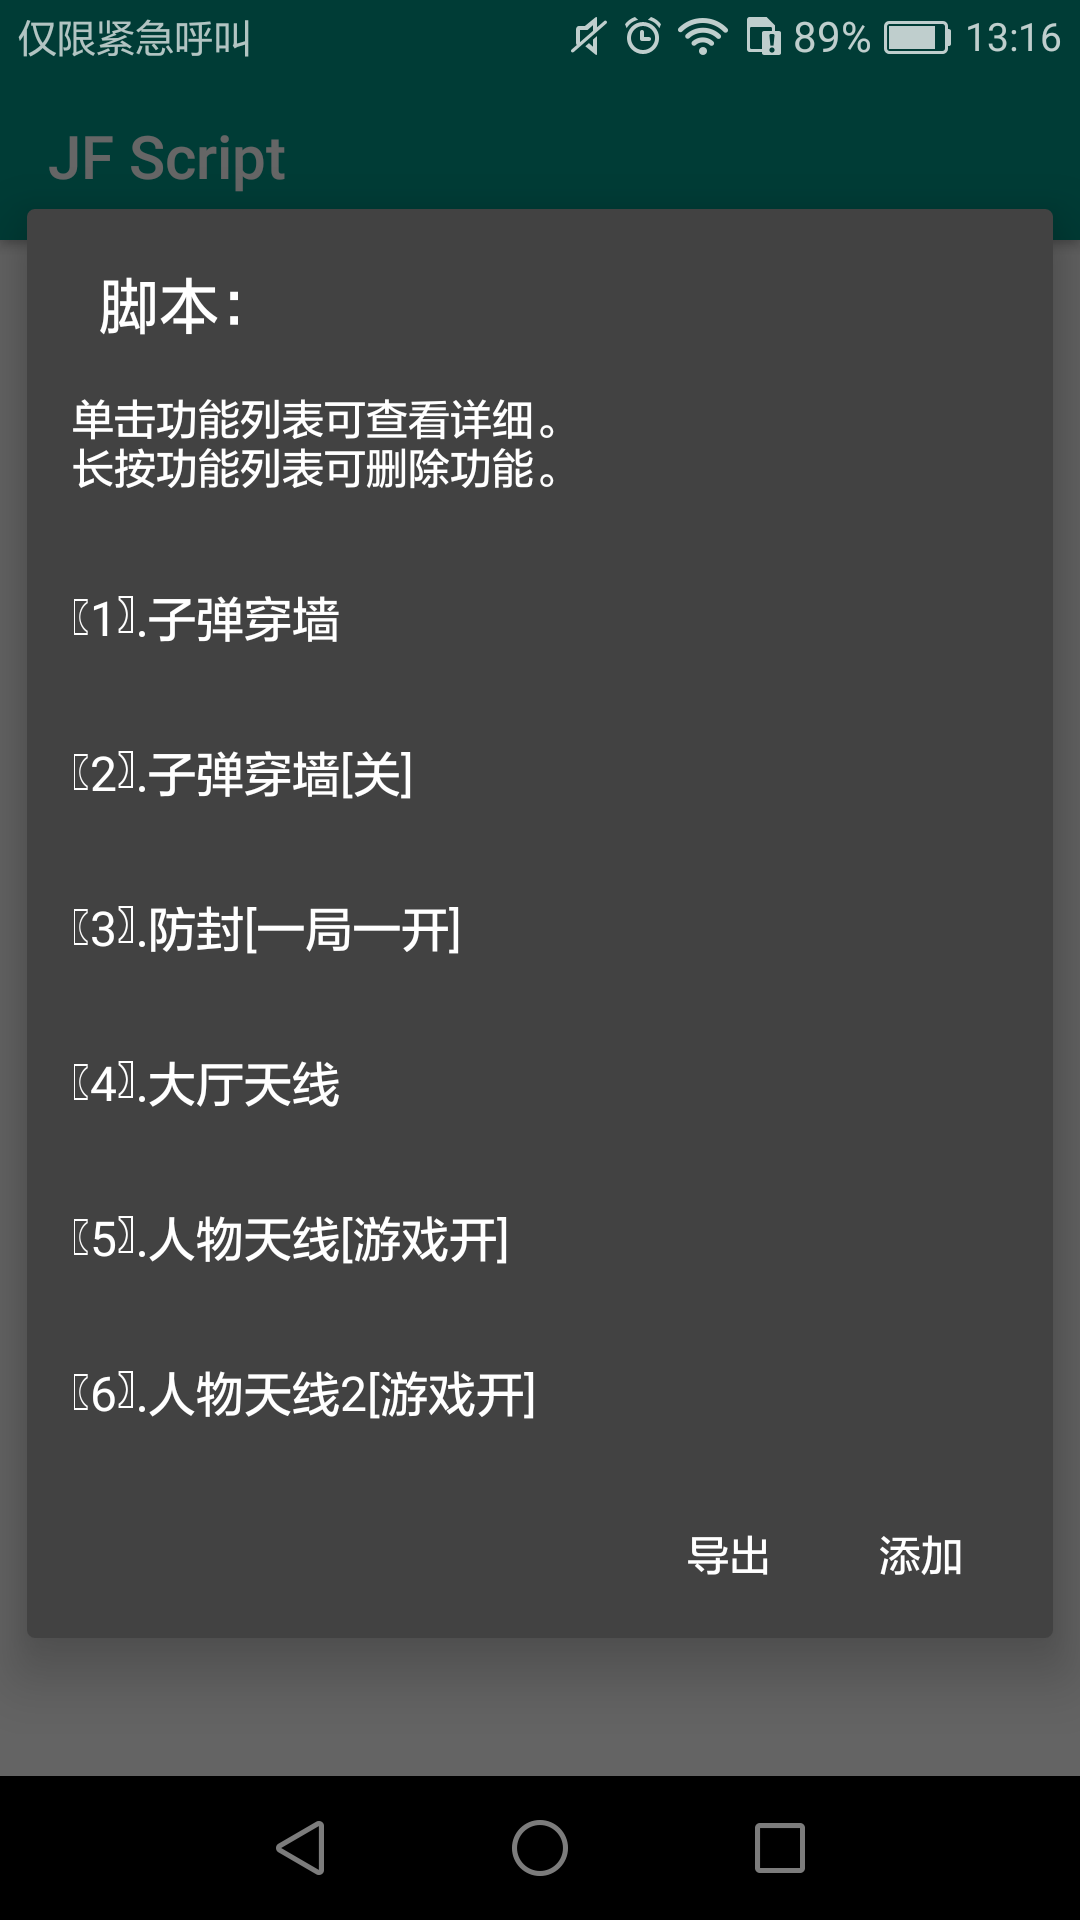 仅限紧急呼叫 89% 13:16
JF Script
脚本：
单击功能列表可查看详细。
长按功能列表可删除功能。
〖1〗.子弹穿墙
〖2〗.子弹穿墙[关]
〖3〗.防封[一局一开]
〖4〗.大厅天线
〖5〗.人物天线[游戏开]
〖6〗.人物天线2[游戏开]
导出 添加